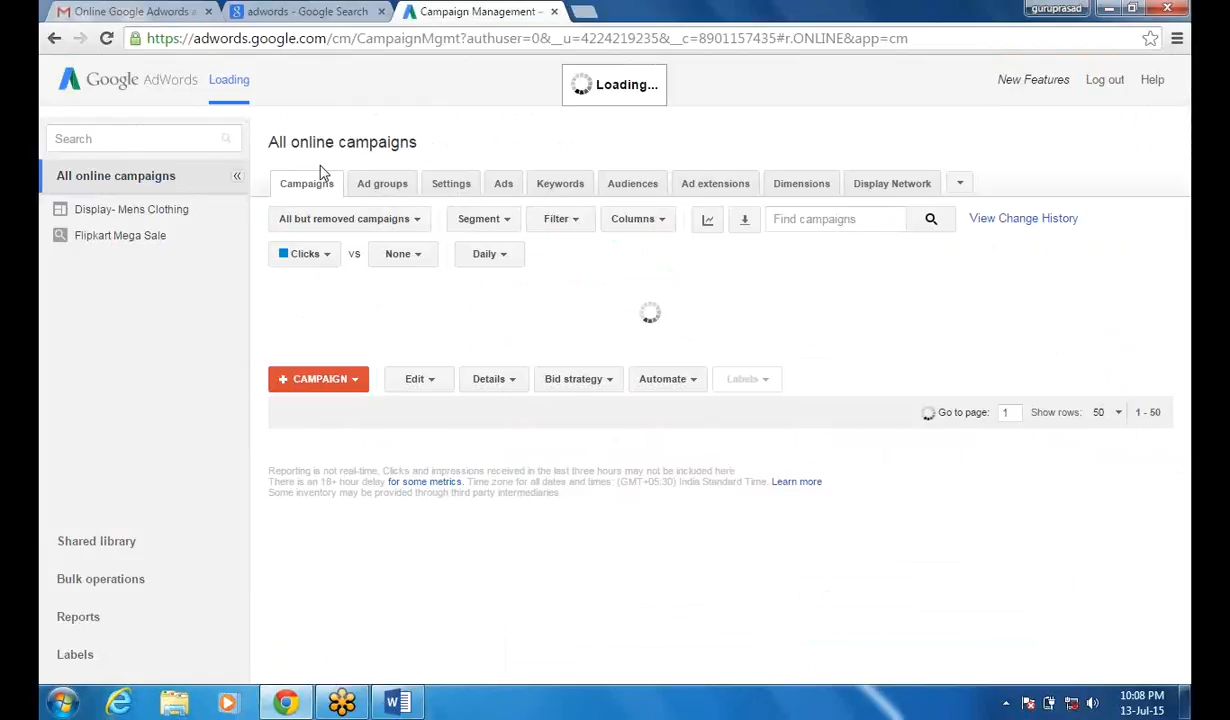 Online Google Adwords a
adwords - Google Search
Campaign Management –
guruprasad
https://adwords.google.com/cm/CampaignMgmt?authuser=0&__u=4224219235&__c=8901157435#r.ONLINE&app=cm
Google AdWords
Loading
Loading...
New Features
Log out
Help
Search
All online campaigns
Display- Mens Clothing
Flipkart Mega Sale
Shared library
Bulk operations
Reports
Labels
All online campaigns
Campaigns
Ad groups
Settings
Ads
Keywords
Audiences
Ad extensions
Dimensions
Display Network
All but removed campaigns
Segment
Filter
Columns
Find campaigns
View Change History
Clicks
vs
None
Daily
+ CAMPAIGN
Edit
Details
Bid strategy
Automate
Labels
Go to page: 1
Show rows: 50
1 - 50
Reporting is not real-time. Clicks and impressions received in the last three hours may not be included here
There is an 18+ hour delay for some metrics. Time zone for all dates and times: (GMT+05:30) India Standard Time. Learn more
Some inventory may be provided through third party intermediaries
10:08 PM
13-Jul-15